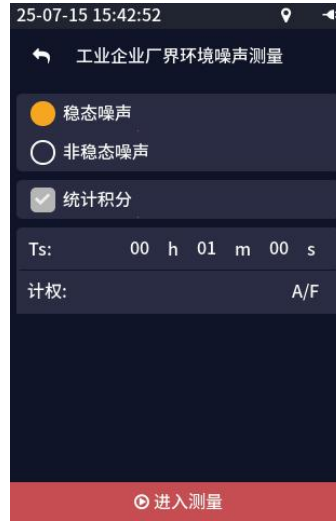 25-07-15 15:42:52
工业企业厂界环境噪声测量
稳态噪声
非稳态噪声
统计积分
Ts: 00 h 01 m 00 s
计权: A/F
进入测量